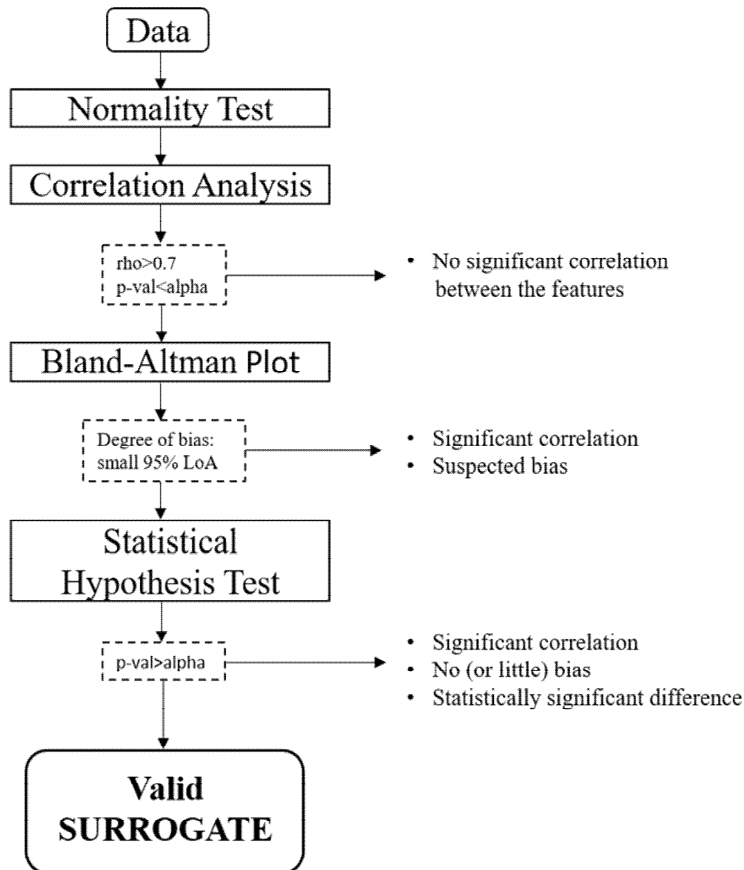 Data
Normality Test
Correlation Analysis
rho>0.7
p-val<alpha
• No significant correlation
between the features
Bland-Altman Plot
Degree of bias:
small 95% LoA
• Significant correlation
• Suspected bias
Statistical
Hypothesis Test
p-val>alpha
• Significant correlation
• No (or little) bias
• Statistically significant difference
Valid
SURROGATE